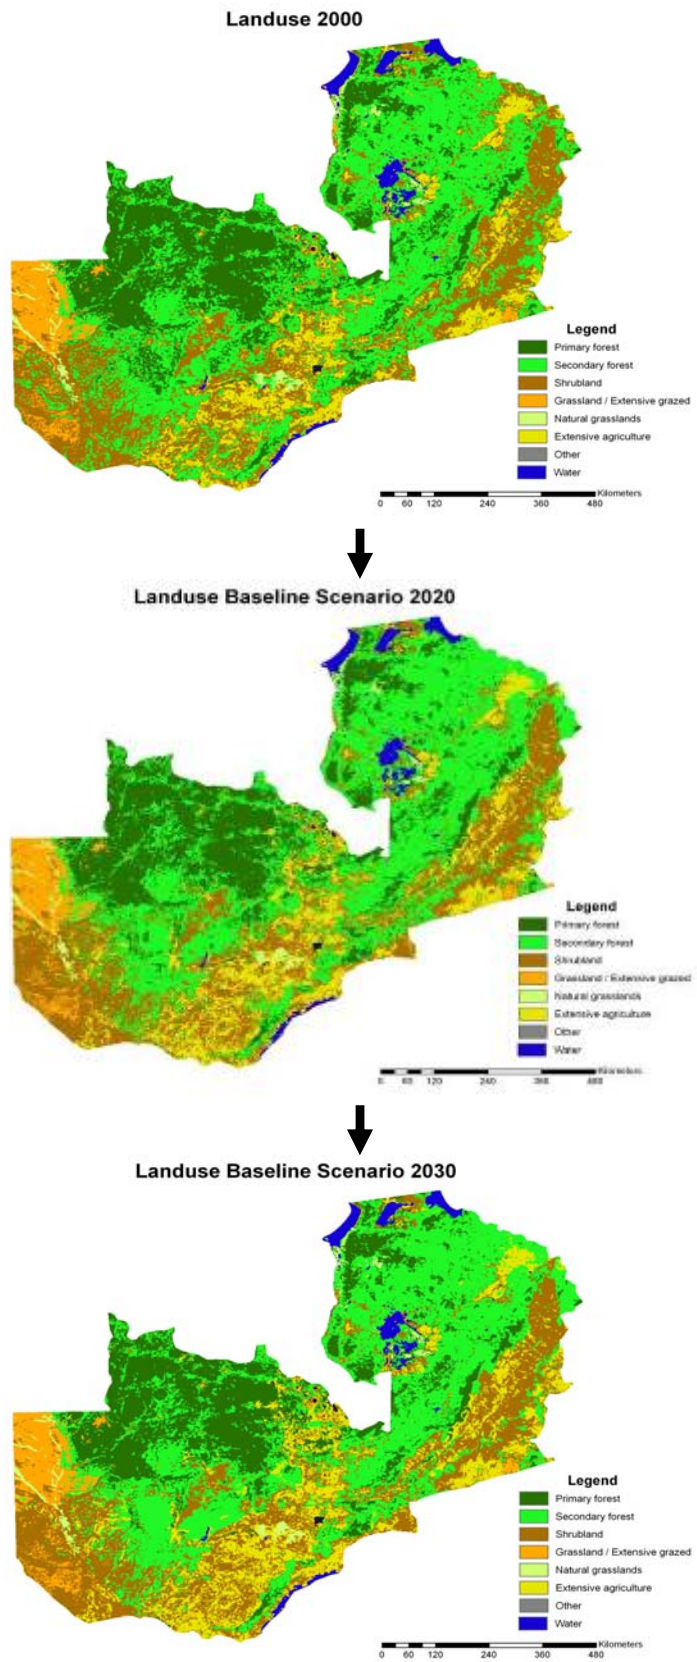 Landuse 2000
Legend
Primary forest
Secondary forest
Shrubland
Grassland / Extensive grazed
Natural grasslands
Extensive agriculture
Other
Water
Kilometers
0 60 120 240 360 480
Landuse Baseline Scenario 2020
Legend
Primary forest
Secondary forest
Shrubland
Grassland / Extensive grazed
Natural grasslands
Extensive agriculture
Other
Water
Kilometers
0 60 120 240 360 480
Landuse Baseline Scenario 2030
Legend
Primary forest
Secondary forest
Shrubland
Grassland / Extensive grazed
Natural grasslands
Extensive agriculture
Other
Water
Kilometers
0 60 120 240 360 480